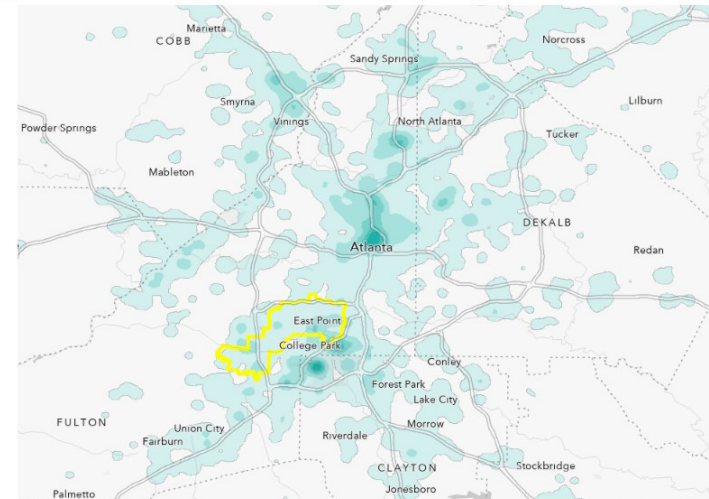 Marietta
COBB
Norcross
Sandy Springs
Smyrna
Lilburn
Vinings
North Atlanta
Powder Springs
Tucker
Mableton
DEKALB
Atlanta
Redan
East Point
College Park
Conley
Forest Park
Lake City
FULTON
Union City
Morrow
Riverdale
Fairburn
CLAYTON
Stockbridge
Jonesboro
Palmetto